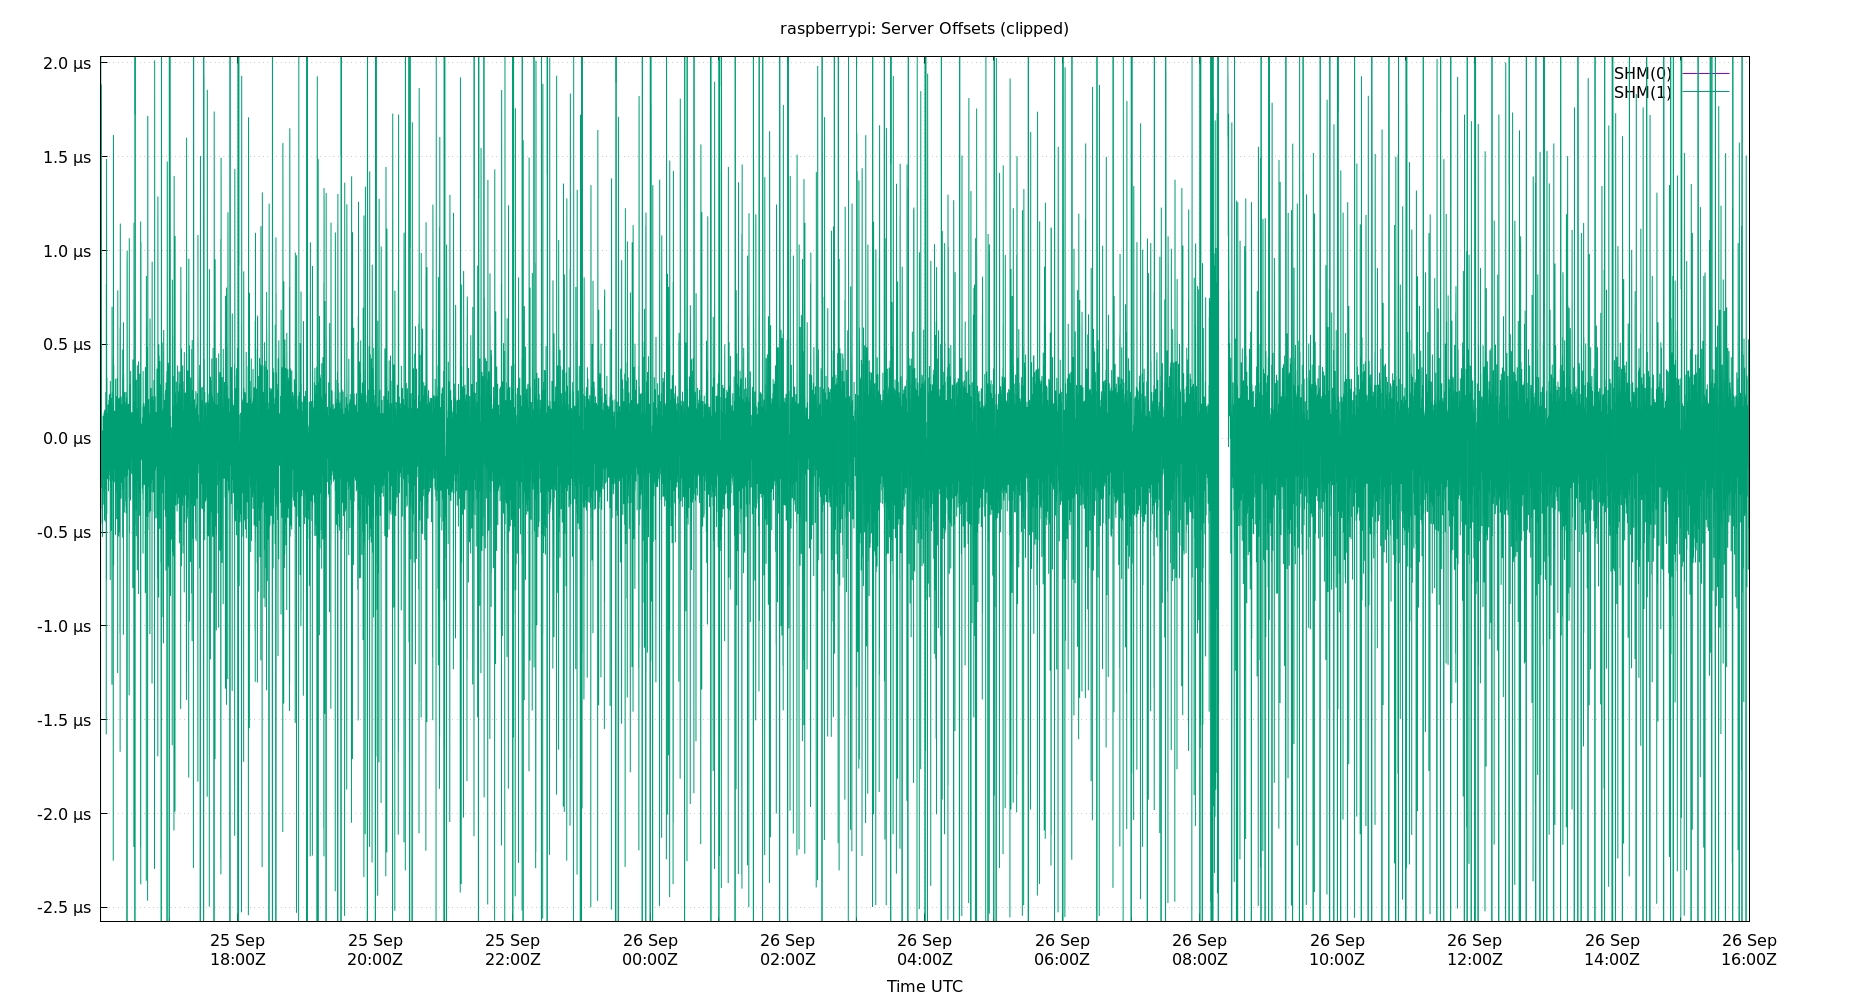 raspberrypi: Server Offsets (clipped)
SHM(0)
SHM(1)
2.0 µs
1.5 µs
1.0 µs
0.5 µs
0.0 µs
-0.5 µs
-1.0 µs
-1.5 µs
-2.0 µs
-2.5 µs
25 Sep 25 Sep 25 Sep 26 Sep 26 Sep 26 Sep 26 Sep 26 Sep 26 Sep 26 Sep 26 Sep 26 Sep
18:00Z 20:00Z 22:00Z 00:00Z 02:00Z 04:00Z 06:00Z 08:00Z 10:00Z 12:00Z 14:00Z 16:00Z
Time UTC